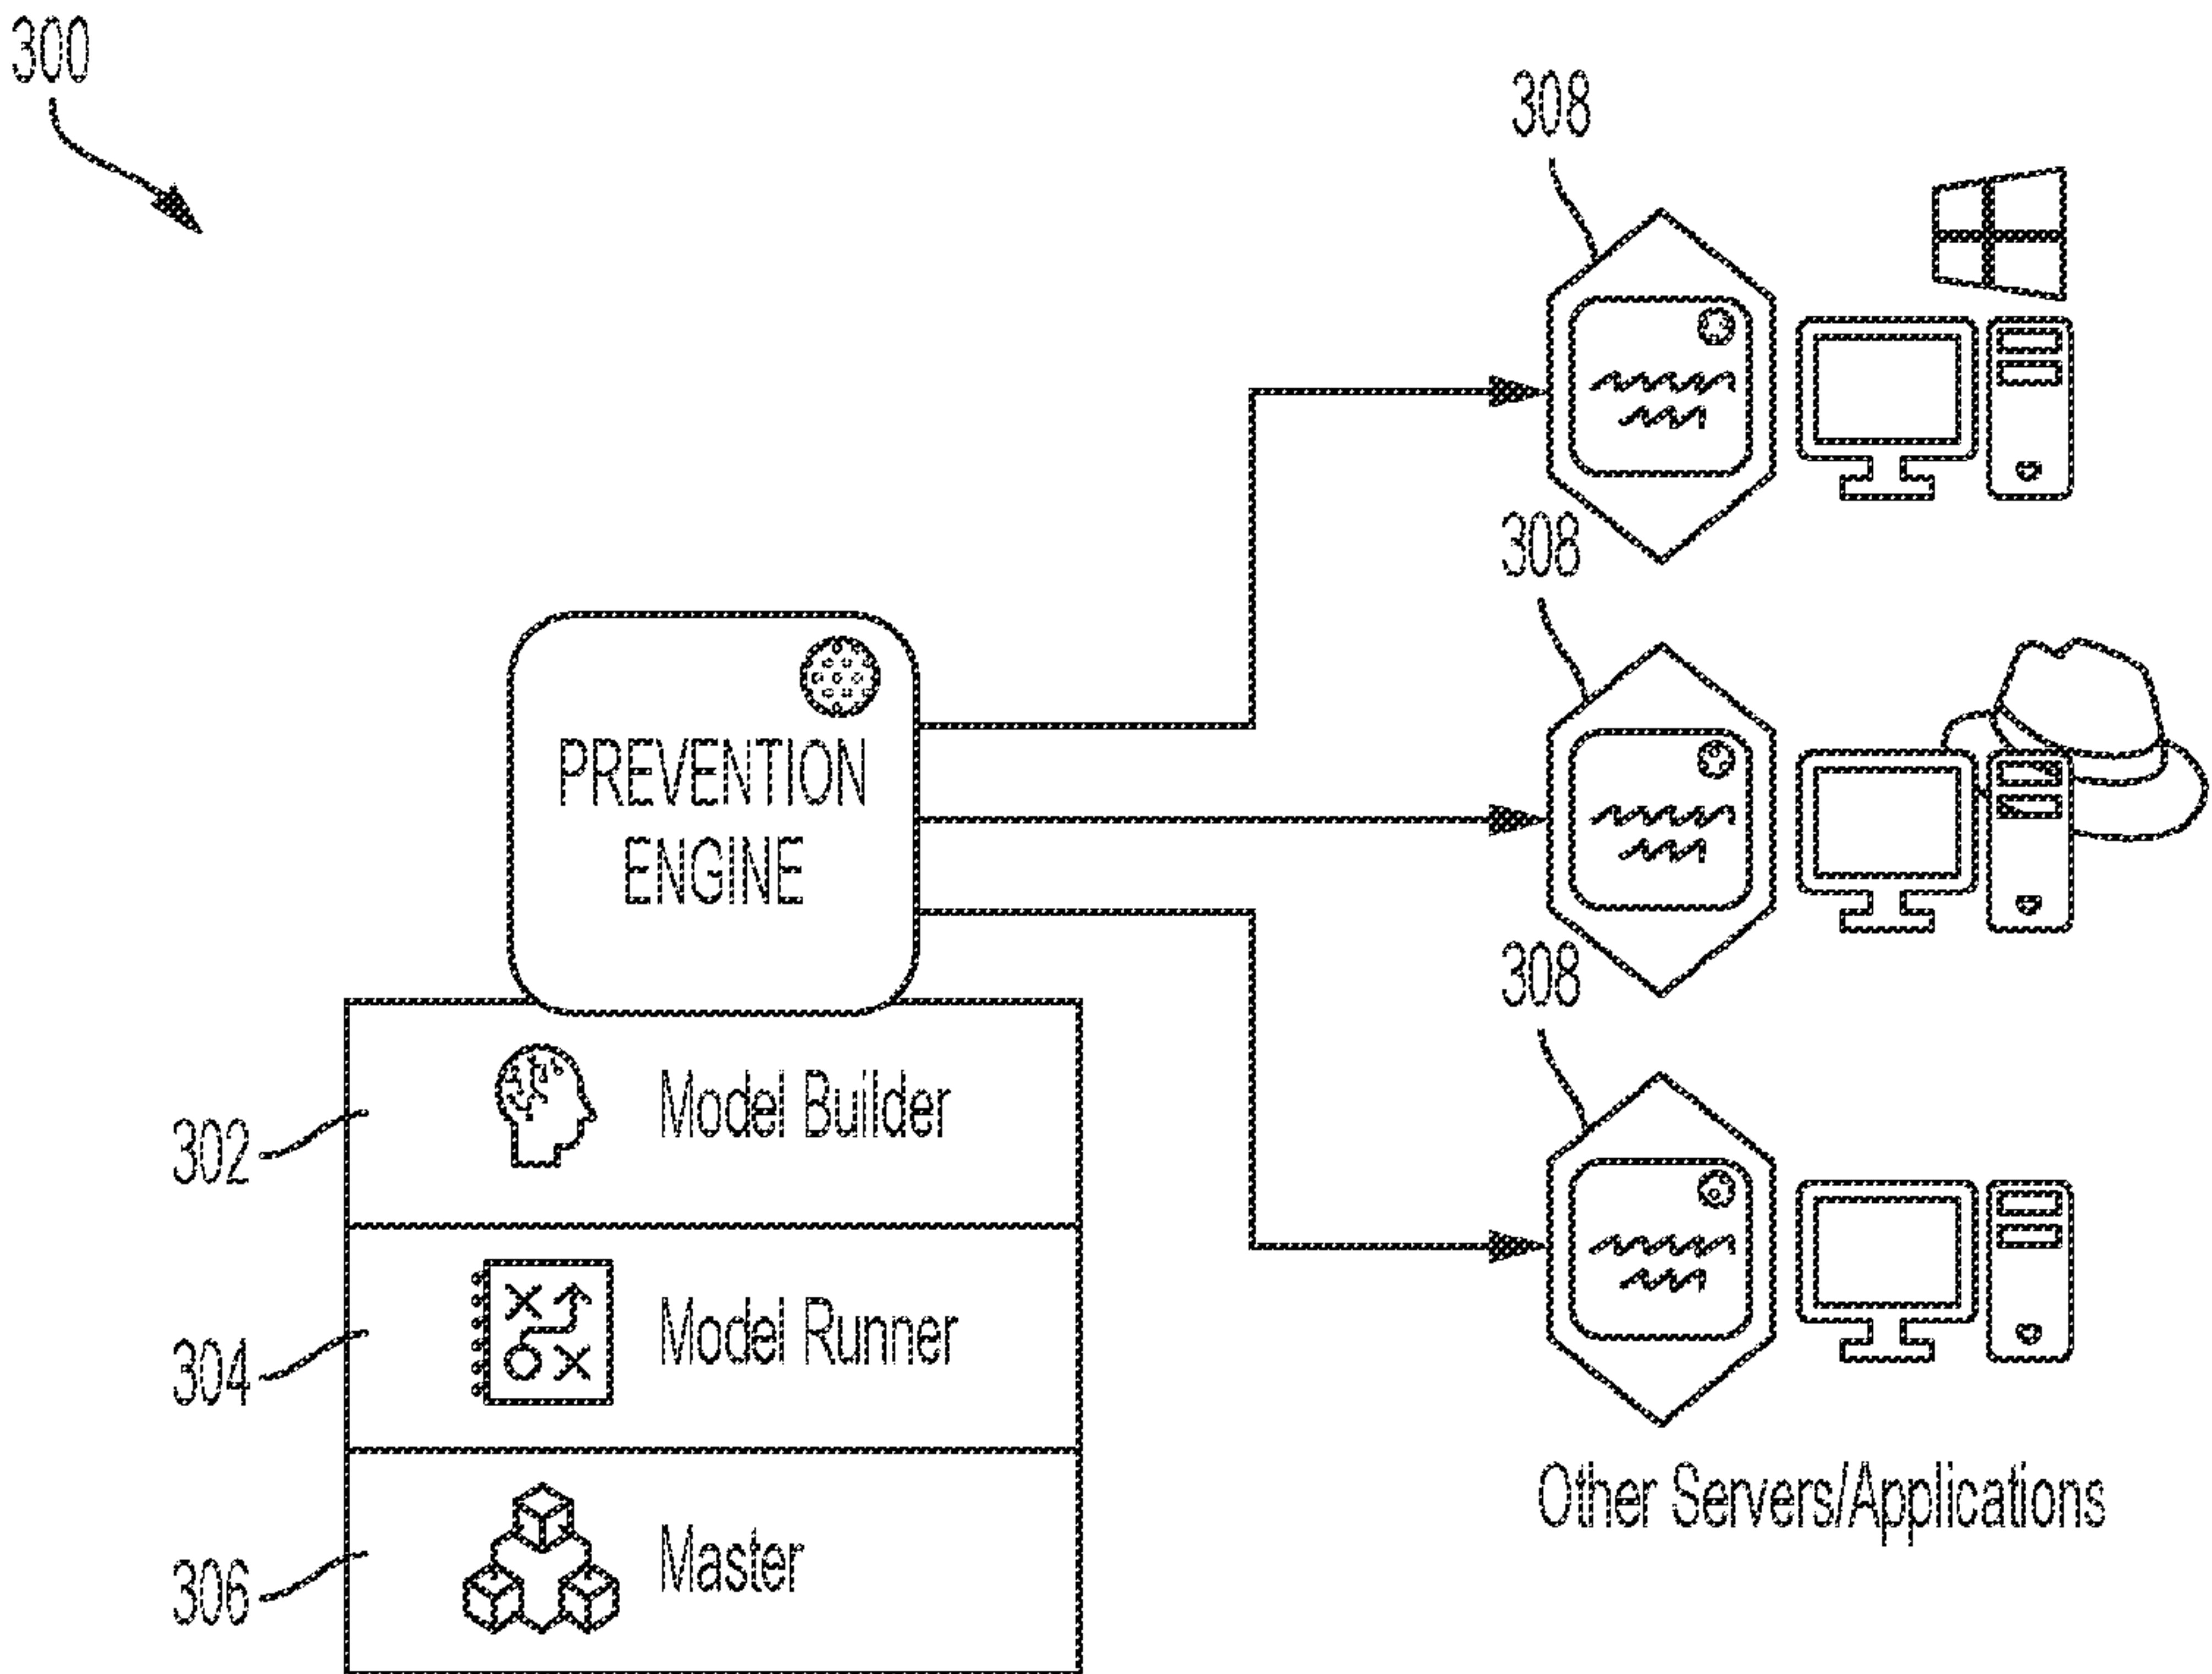 300
308
308
PREVENTION
ENGINE
308
302
Model Builder
304
Model Runner
306
Master
Other Servers/Applications